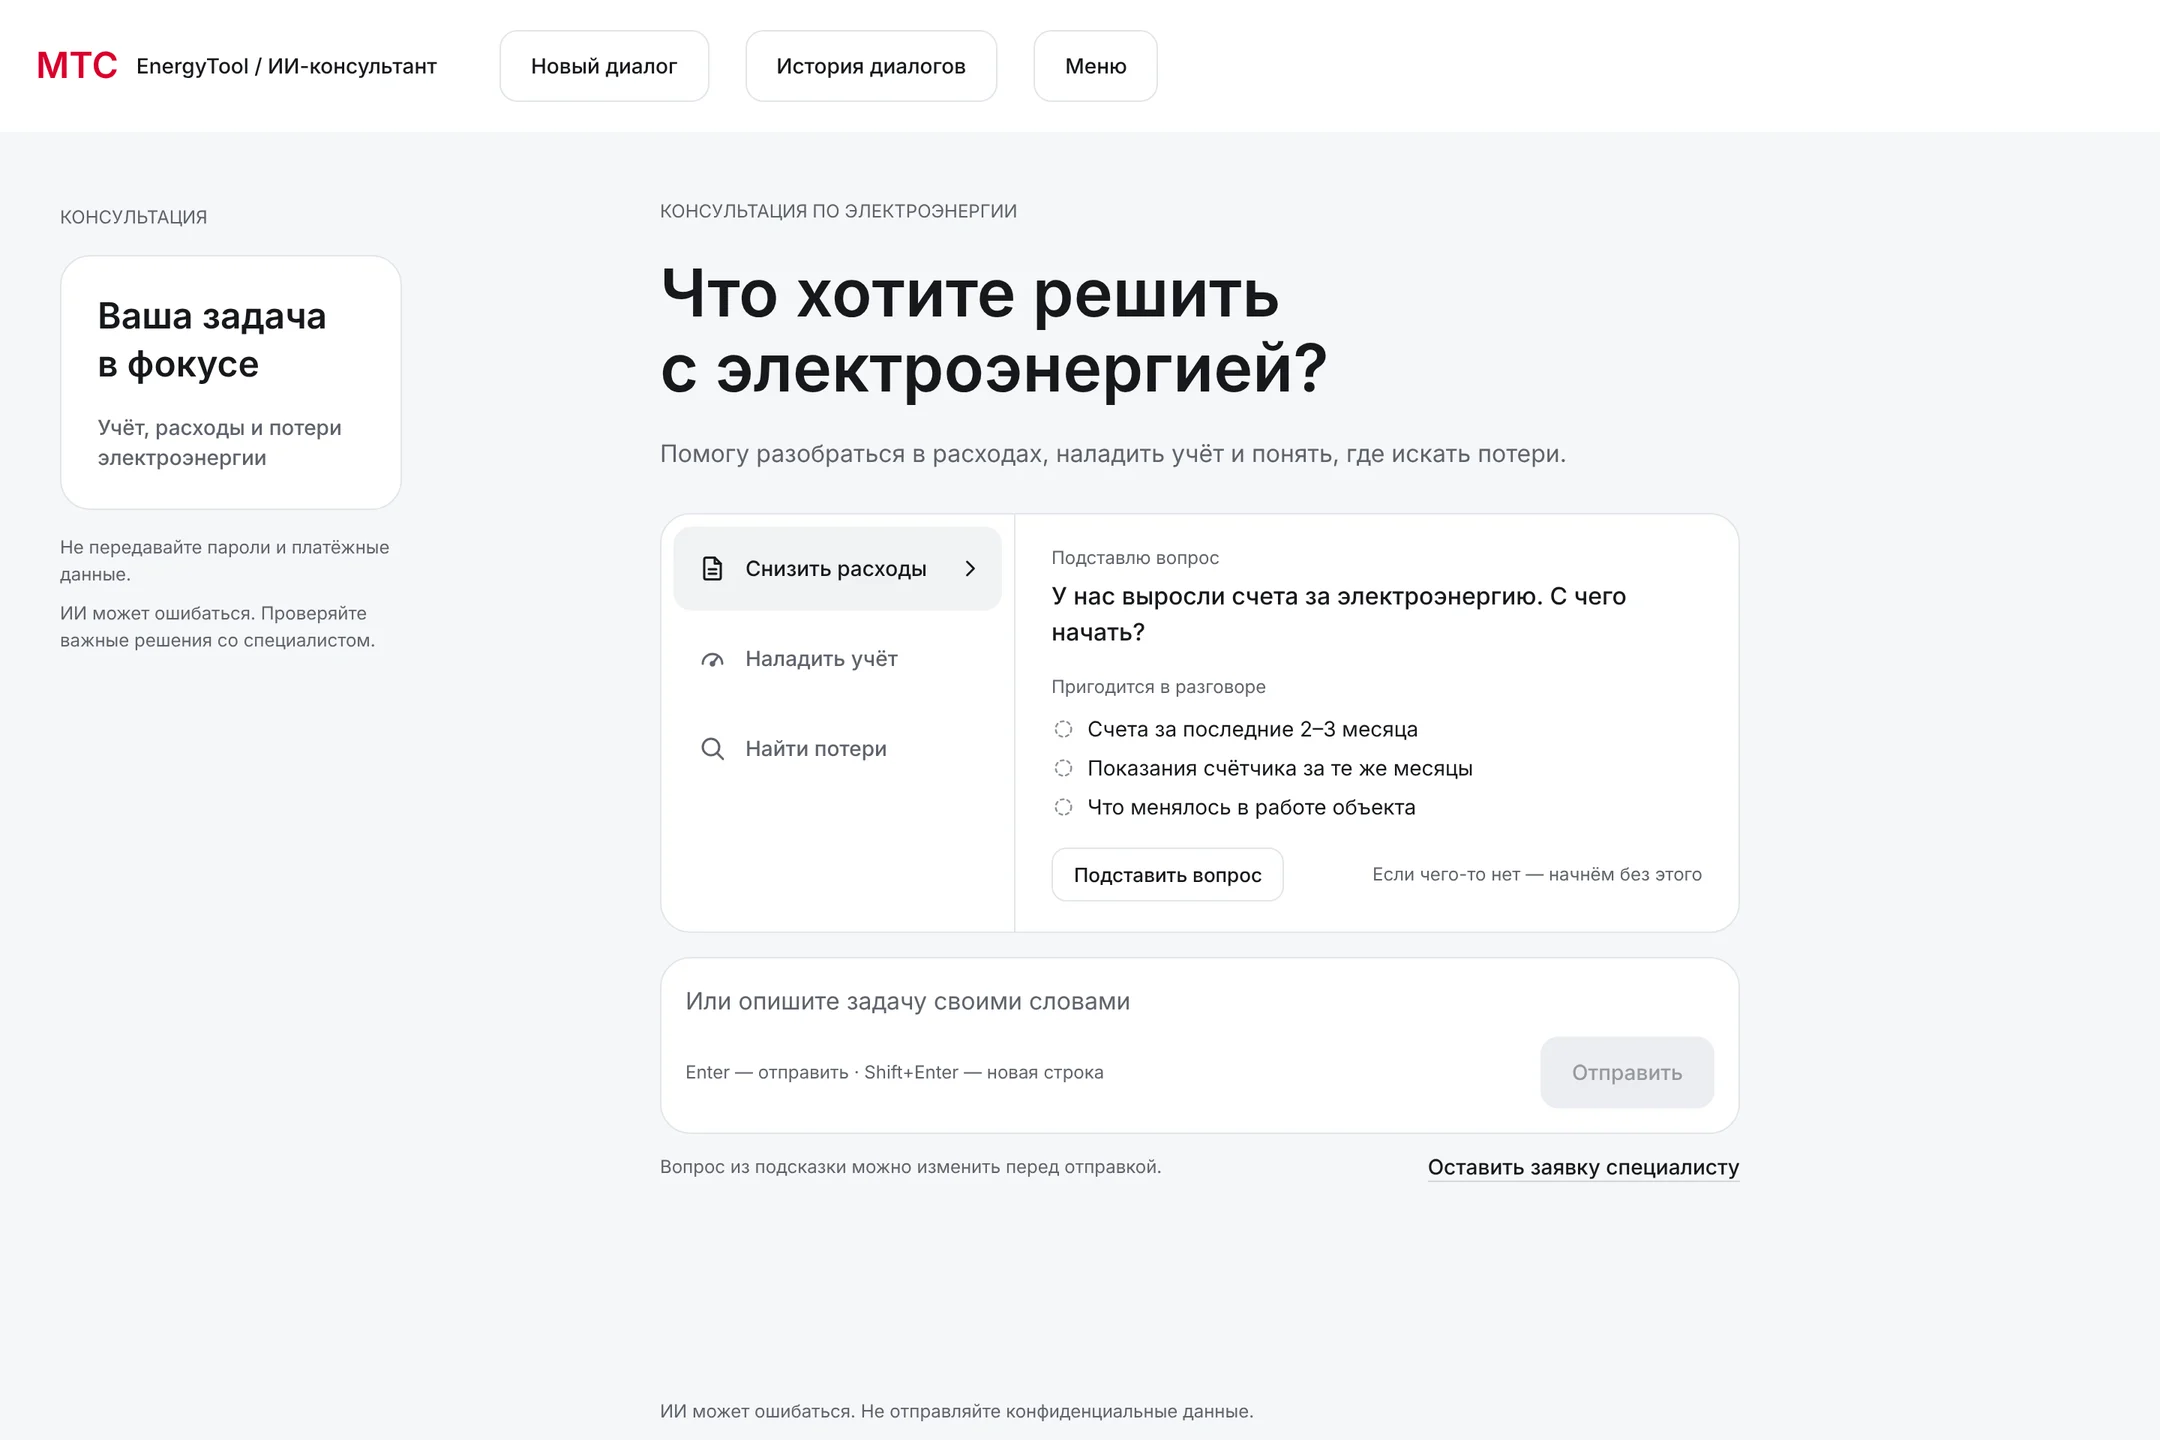 МТС EnergyTool / ИИ-консультант Новый диалог История диалогов Меню
КОНСУЛЬТАЦИЯ
Ваша задача
в фокусе
Учёт, расходы и потери
электроэнергии
Не передавайте пароли и платёжные
данные.
ИИ может ошибаться. Проверяйте
важные решения со специалистом.
КОНСУЛЬТАЦИЯ ПО ЭЛЕКТРОЭНЕРГИИ
Что хотите решить
с электроэнергией?
Помогу разобраться в расходах, наладить учёт и понять, где искать потери.
Снизить расходы
Наладить учёт
Найти потери
Подставлю вопрос
У нас выросли счета за электроэнергию. С чего
начать?
Пригодится в разговоре
Счета за последние 2–3 месяца
Показания счётчика за те же месяцы
Что менялось в работе объекта
Подставить вопрос Если чего-то нет — начнём без этого
Или опишите задачу своими словами
Enter — отправить · Shift+Enter — новая строка Отправить
Вопрос из подсказки можно изменить перед отправкой. Оставить заявку специалисту
ИИ может ошибаться. Не отправляйте конфиденциальные данные.